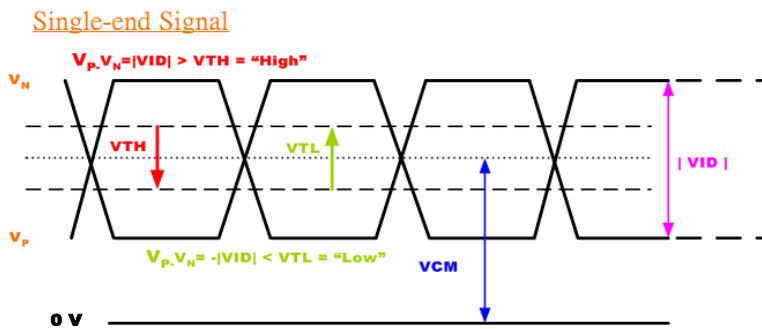 Single-end Signal
VP-VN=|VID| > VTH = “High”
VN
VTH
VTL
| VID |
VP
VP-VN= -|VID| < VTL = “Low”
VCM
0 V